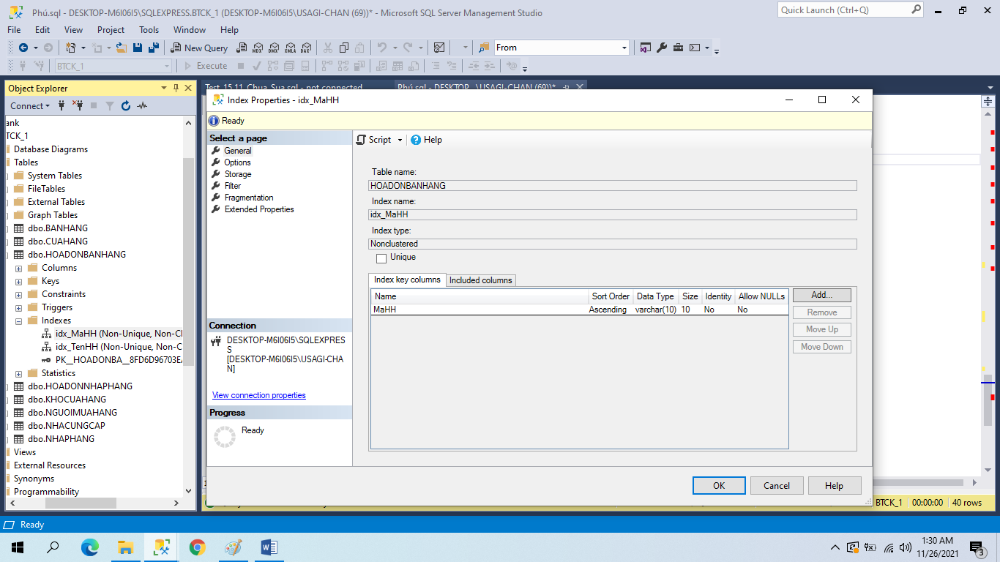 Phú.sql - DESKTOP-M6I06I5\SQLEXPRESS.BTCK_1 (DESKTOP-M6I06I5\USAGI-CHAN (69))* - Microsoft SQL Server Management Studio
Quick Launch (Ctrl+Q)
File Edit View Project Tools Window Help
New Query
MDX DMX XMLA DAX
From
BTCK_1
Execute
Object Explorer
Test_15.11_Chua_Sua.sql - not connected
Phú.sql - DESKTOP...\USAGI-CHAN (69))*
Connect
ank
TCK_1
Database Diagrams
Tables
System Tables
FileTables
External Tables
Graph Tables
dbo.BANHANG
dbo.CUAHANG
dbo.HOADONBANHANG
Columns
Keys
Constraints
Triggers
Indexes
idx_MaHH (Non-Unique, Non-Cl
idx_TenHH (Non-Unique, Non-C
PK__HOADONBA__8FD6D96703EA
Statistics
dbo.HOADONNHAPHANG
dbo.KHOCUAHANG
dbo.NGUOIMUAHANG
dbo.NHACUNGCAP
dbo.NHAPHANG
Views
External Resources
Synonyms
Programmability
Index Properties - idx_MaHH
Ready
Select a page
General
Options
Storage
Filter
Fragmentation
Extended Properties
Connection
DESKTOP-M6I06I5\SQLEXPRES
S
[DESKTOP-M6I06I5\USAGI-CHA
N]
View connection properties
Progress
Ready
Script Help
Table name:
HOADONBANHANG
Index name:
idx_MaHH
Index type:
Nonclustered
Unique
Index key columns Included columns
Name Sort Order Data Type Size Identity Allow NULLs
MaHH Ascending varchar(10) 10 No No
Add...
Remove
Move Up
Move Down
OK Cancel Help
BTCK_1 00:00:00 40 rows
Ready
1:30 AM
11/26/2021
3